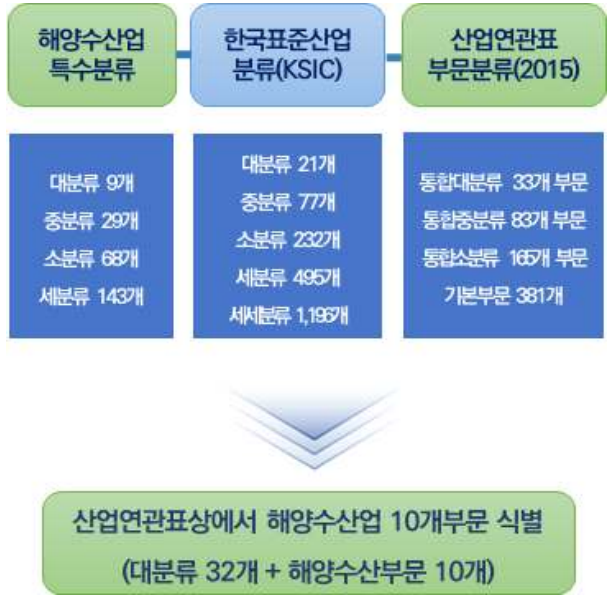 해양수산업
특수분류
한국표준산업
분류(KSIC)
산업연관표
부문분류(2015)
대분류 9개
중분류 29개
소분류 68개
세분류 143개
대분류 21개
중분류 77개
소분류 232개
세분류 495개
세세분류 1,196개
통합대분류 33개 부문
통합중분류 83개 부문
통합소분류 165개 부문
기본부문 381개
산업연관표상에서 해양수산업 10개부문 식별
(대분류 32개 + 해양수산부문 10개)